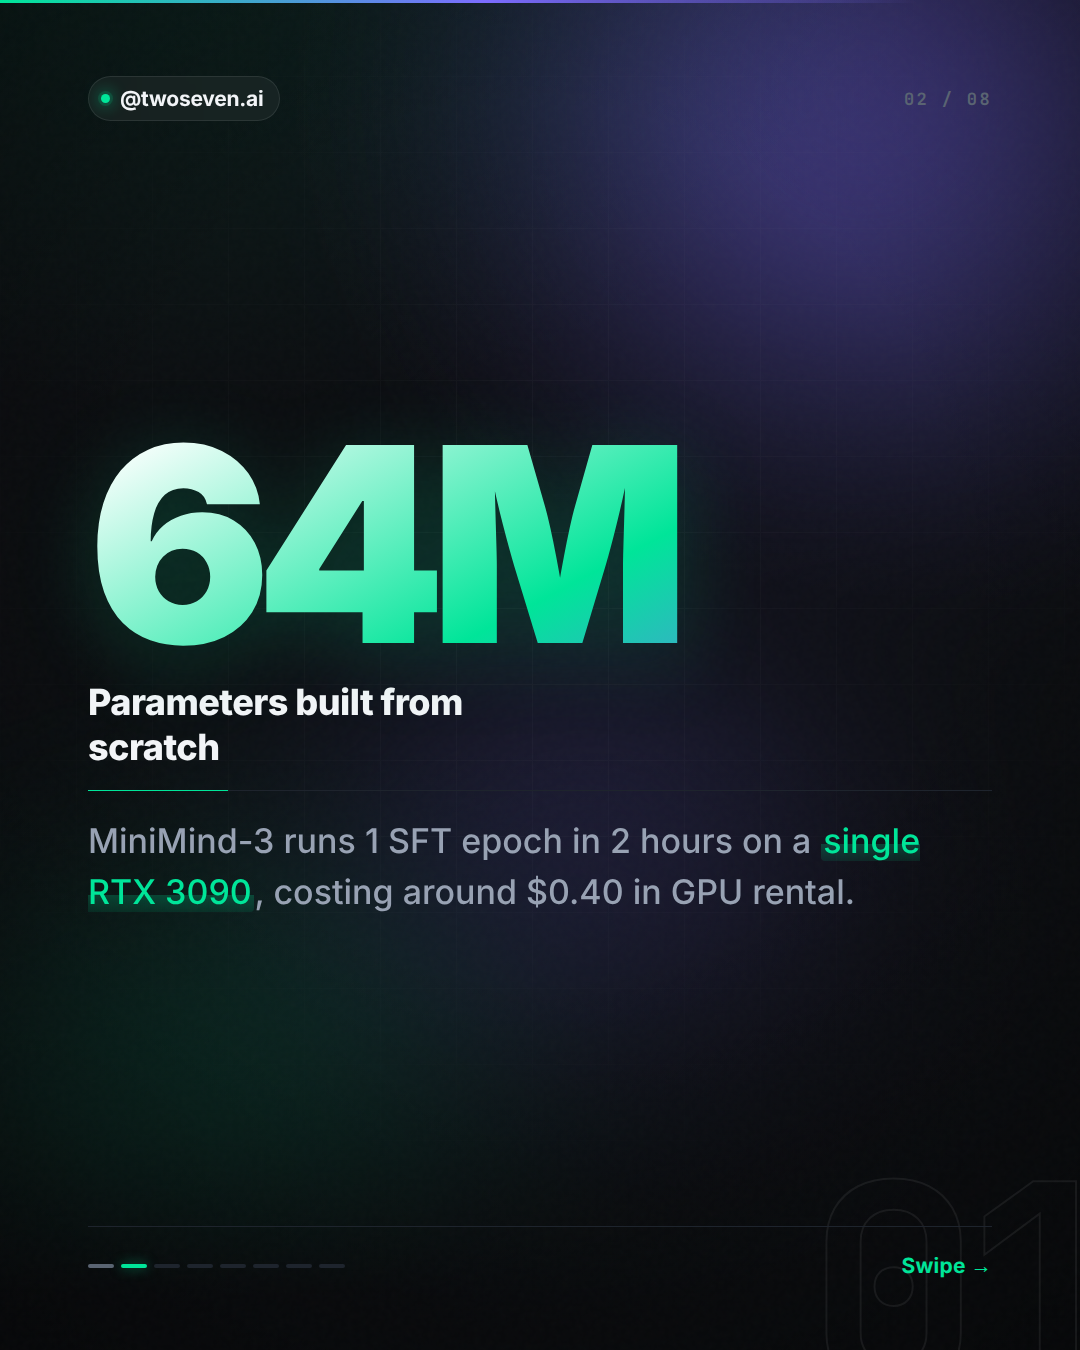 @twoseven.ai
02 / 08
64M
Parameters built from
scratch
MiniMind-3 runs 1 SFT epoch in 2 hours on a single
RTX 3090, costing around $0.40 in GPU rental.
Swipe →
01